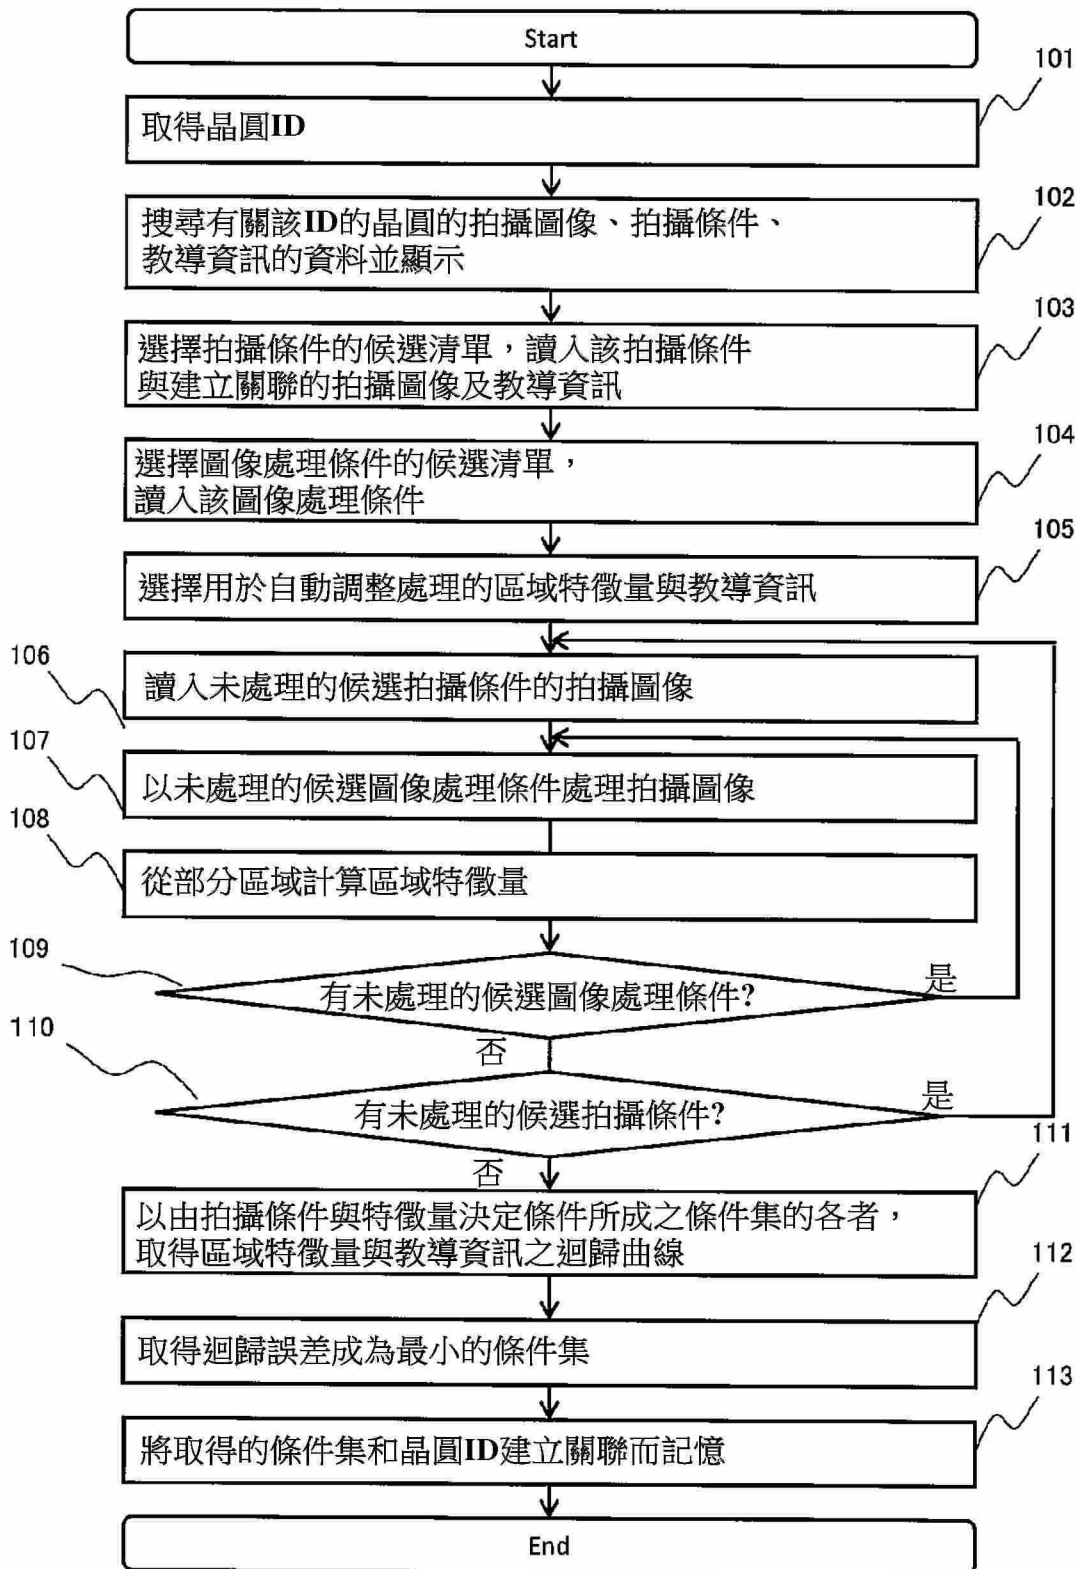 Start
101
取得晶圓ID
102
搜尋有關該ID的晶圓的拍攝圖像、拍攝條件、
教導資訊的資料並顯示
103
選擇拍攝條件的候選清單，讀入該拍攝條件
與建立關聯的拍攝圖像及教導資訊
104
選擇圖像處理條件的候選清單，
讀入該圖像處理條件
105
選擇用於自動調整處理的區域特徵量與教導資訊
106
讀入未處理的候選拍攝條件的拍攝圖像
107
以未處理的候選圖像處理條件處理拍攝圖像
108
從部分區域計算區域特徵量
109
有未處理的候選圖像處理條件?
是
否
110
有未處理的候選拍攝條件?
是
否
111
以由拍攝條件與特徵量決定條件所成之條件集的各者，
取得區域特徵量與教導資訊之迴歸曲線
112
取得迴歸誤差成為最小的條件集
113
將取得的條件集和晶圓ID建立關聯而記憶
End